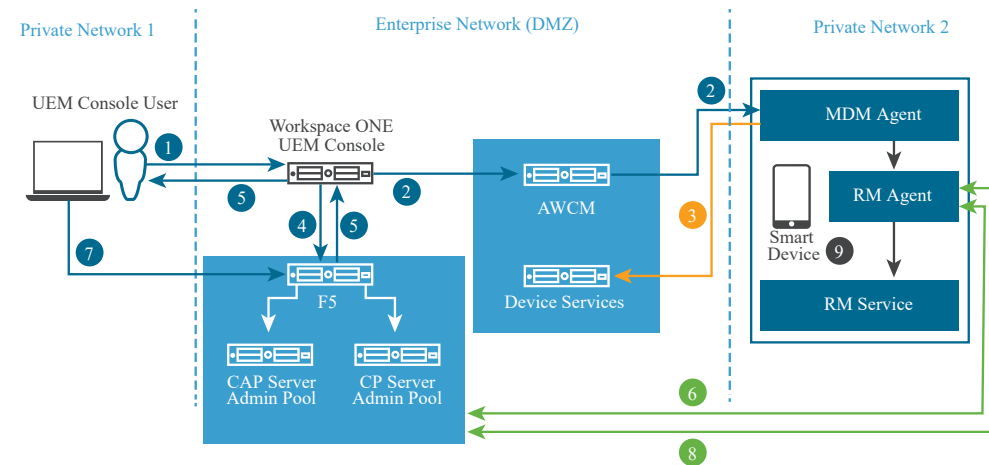 Private Network 1
Enterprise Network (DMZ)
Private Network 2
UEM Console User
Workspace ONE
UEM Console
1
5
2
2
4
5
7
3
AWCM
Device Services
F5
CAP Server
Admin Pool
CP Server
Admin Pool
MDM Agent
RM Agent
Smart
Device
9
RM Service
6
8